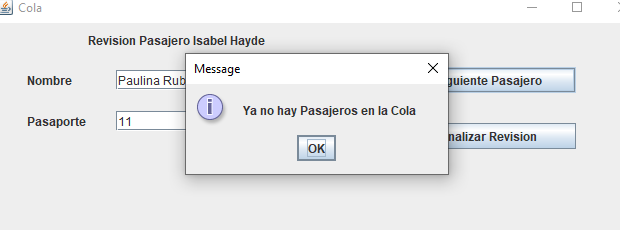 Cola
Revision Pasajero Isabel Hayde
Message
Nombre
Paulina Rub
guiente Pasajero
Ya no hay Pasajeros en la Cola
Pasaporte
11
nalizar Revision
OK